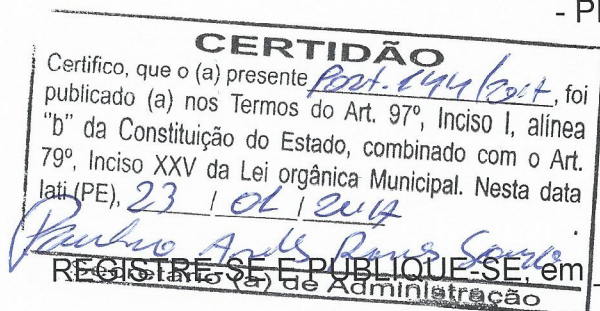 - P
CERTIDÃO
Certifico, que o (a) presente Port. 144/2017, foi
publicado (a) nos Termos do Art. 97º, Inciso I, alínea
"b" da Constituição do Estado, combinado com o Art.
79º, Inciso XXV da Lei orgânica Municipal. Nesta data
Iati (PE), 23 / 01 / 2017
REGISTRE-SE E PUBLIQUE-SE, em
Secretário (a) de Administração